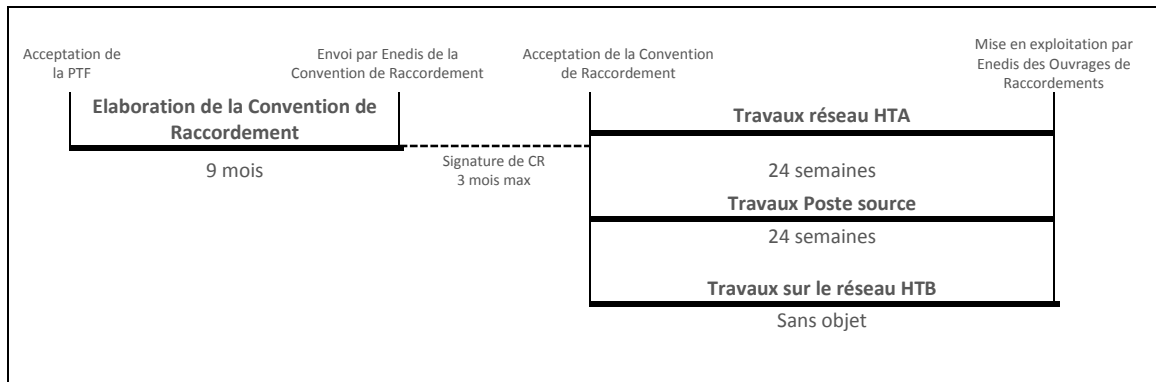 Acceptation de
la PTF
Envoi par Enedis de la
Convention de Raccordement
Acceptation de la Convention
de Raccordement
Mise en exploitation par
Enedis des Ouvrages de
Raccordements
Elaboration de la Convention de
Raccordement
9 mois
Signature de CR
3 mois max
Travaux réseau HTA
24 semaines
Travaux Poste source
24 semaines
Travaux sur le réseau HTB
Sans objet